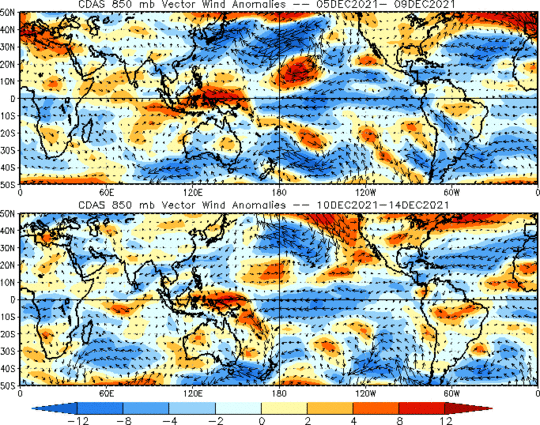 CDAS 850 mb Vector Wind Anomalies -- 05DEC2021- 09DEC2021
50N
40N
30N
20N
10N
0
10S
20S
30S
40S
50S
0 60E 120E 180 120W 60W 0
CDAS 850 mb Vector Wind Anomalies -- 10DEC2021-14DEC2021
50N
40N
30N
20N
10N
0
10S
20S
30S
40S
50S
0 60E 120E 180 120W 60W 0
-12 -8 -4 -2 0 2 4 8 12